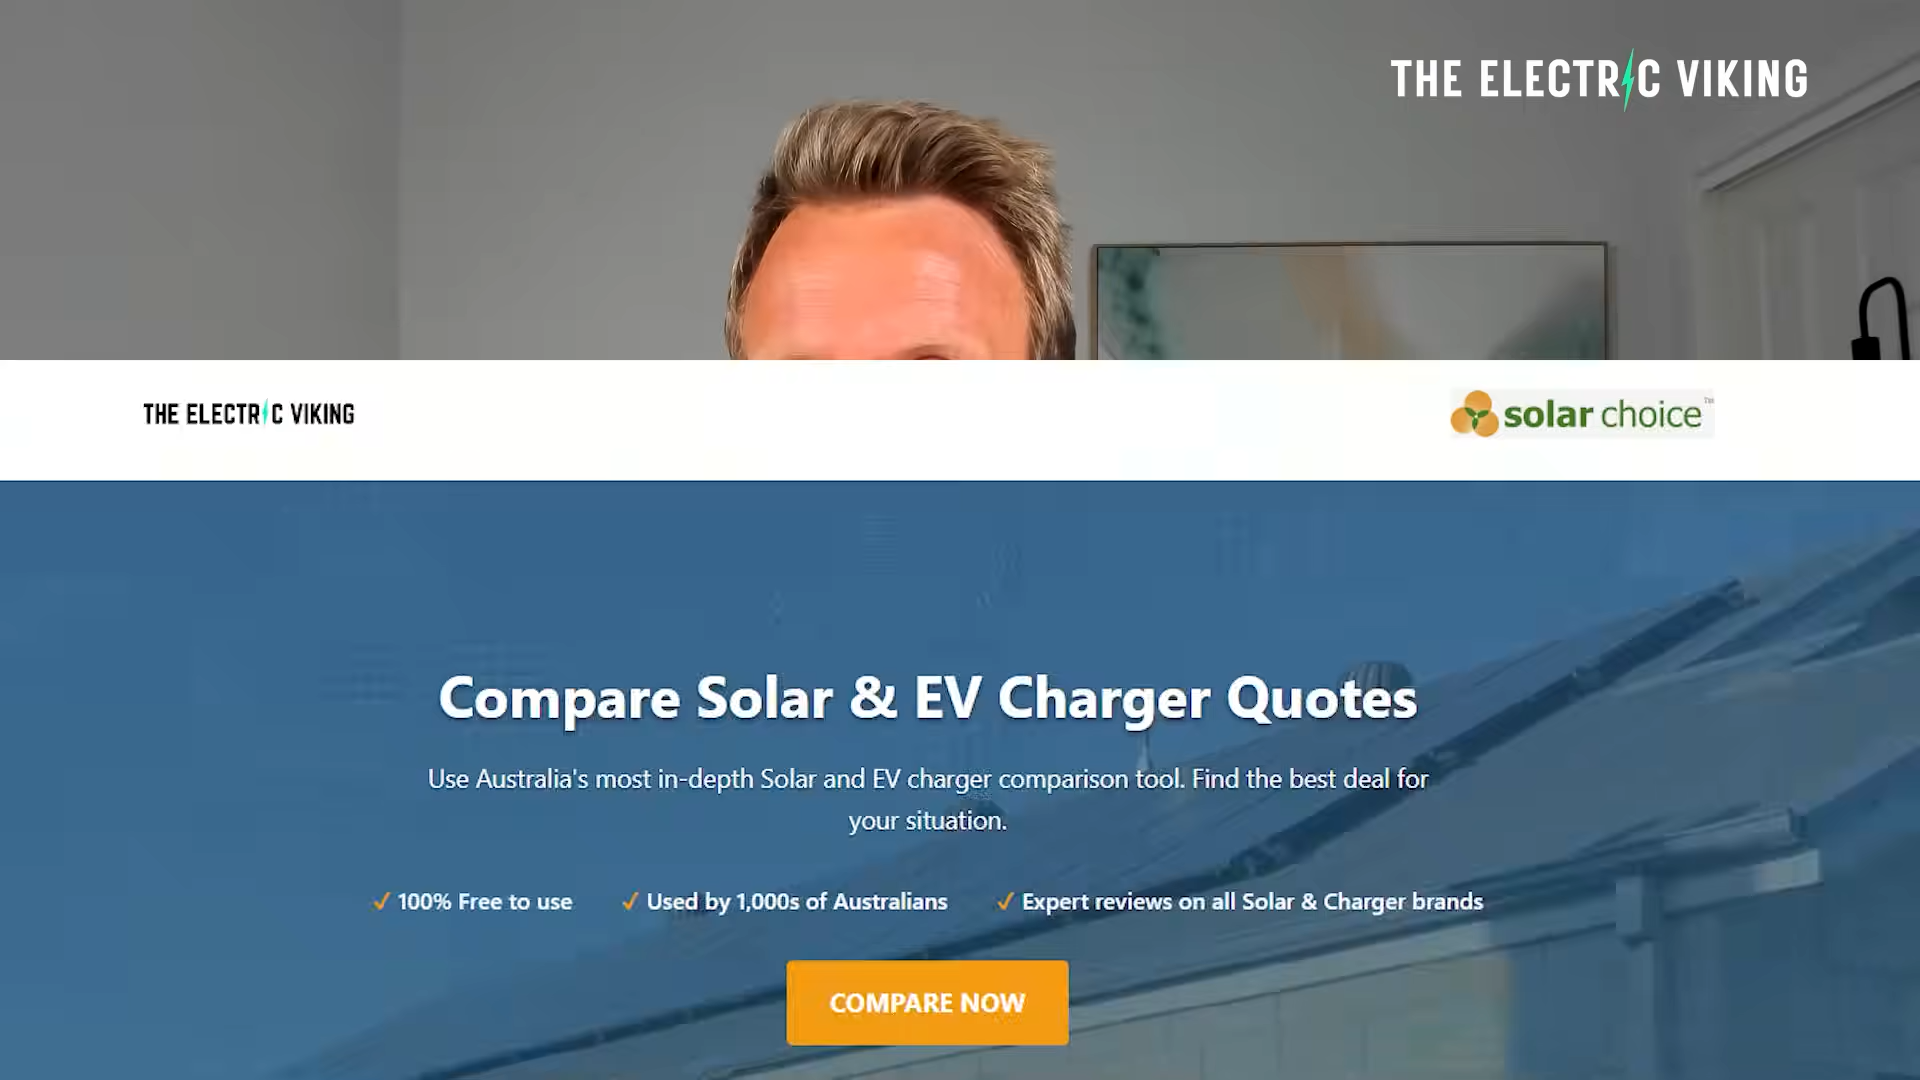 THE ELECTRIC VIKING
THE ELECTRIC VIKING
solar choice™
Compare Solar & EV Charger Quotes
Use Australia's most in-depth Solar and EV charger comparison tool. Find the best deal for
your situation.
✓ 100% Free to use ✓ Used by 1,000s of Australians ✓ Expert reviews on all Solar & Charger brands
COMPARE NOW